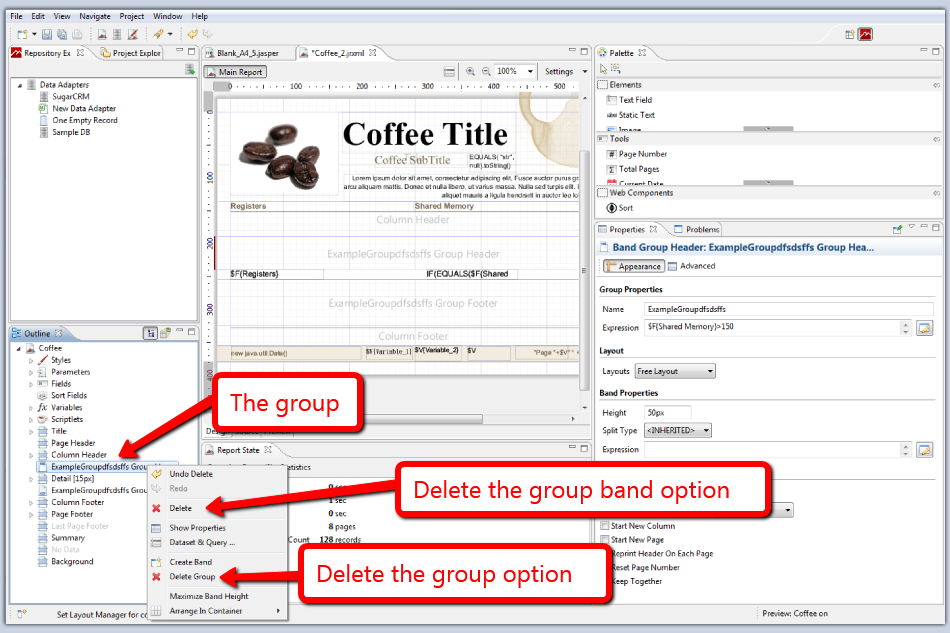 File Edit View Navigate Project Window Help
Repository Ex
Project Explor
Data Adapters
SugarCRM
New Data Adapter
One Empty Record
Sample DB
Blank_A4_5.jasper
*Coffee_2.jrxml
Main Report
100%
Settings
0 100 200 300 400 500
100
200
300
400
Coffee Title
Coffee SubTitle
EQUALS( "str",
null).toString()
Lorem ipsum dolor sit amet, consectetur adipiscing elit. Fusce auctor purus gr
arcu aliquam mattis. Donec et nulla libero, ut varius massa. Nulla sed turpis elit.
aliquet mauris a ligula hendrerit in auctor leo lo
Registers
Shared Memory
Column Header
ExampleGroupdfsdsffs Group Header
$F{Registers}
IF(EQUALS($F{Shared
ExampleGroupdfsdsffs Group Footer
Column Footer
new java.util.Date()
$V{Variable_1}
$V{Variable_2}
$V
"Page "+$V
Palette
Elements
Text Field
Static Text
Image
Tools
Page Number
Total Pages
Current Date
Web Components
Sort
Properties
Problems
Band Group Header: ExampleGroupdfsdsffs Group Hea...
Appearance
Advanced
Group Properties
Name
ExampleGroupdfsdsffs
Expression
$F{Shared Memory}>150
Layout
Layouts
Free Layout
Band Properties
Height
50px
Split Type
<INHERITED>
Expression
Start New Column
Start New Page
Reprint Header On Each Page
Reset Page Number
Keep Together
Preview: Coffee on
Outline
Coffee
Styles
Parameters
Fields
Sort Fields
Variables
Scriptlets
Title
Page Header
Column Header
ExampleGroupdfsdsffs Grou
Detail [15px]
ExampleGroupdfsdsffs Grou
Column Footer
Page Footer
Last Page Footer
Summary
No Data
Background
Set Layout Manager for co
Undo Delete
Redo
Delete
Show Properties
Dataset & Query ...
Create Band
Delete Group
Maximize Band Height
Arrange In Container
Report State
Statistics
0 sec
1 sec
0 sec
8 pages
Count 128 records
The group
Delete the group band option
Delete the group option